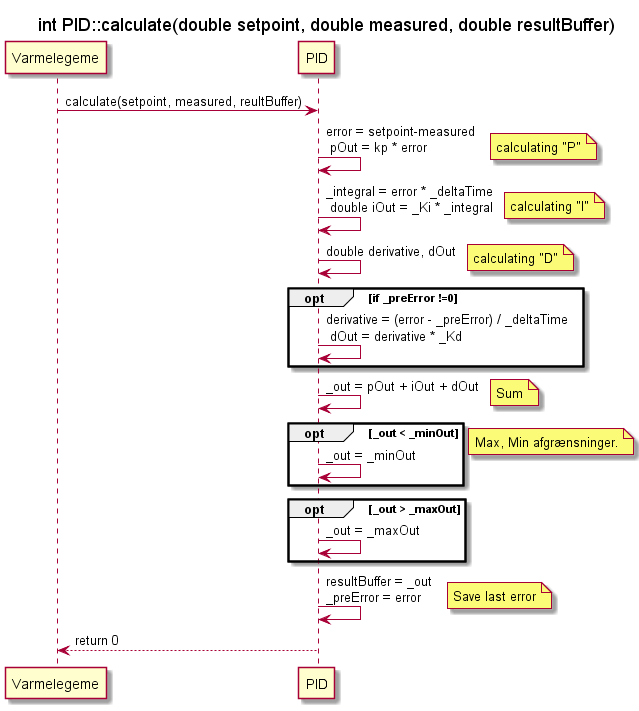 int PID::calculate(double setpoint, double measured, double resultBuffer)
Varmelegeme
PID
calculate(setpoint, measured, reultBuffer)
error = setpoint-measured
pOut = kp * error
calculating "P"
_integral = error * _deltaTime
double iOut = _Ki * _integral
calculating "I"
double derivative, dOut
calculating "D"
opt
[if _preError !=0]
derivative = (error - _preError) / _deltaTime
dOut = derivative * _Kd
_out = pOut + iOut + dOut
Sum
opt
[_out < _minOut]
Max, Min afgrænsninger.
_out = _minOut
opt
[_out > _maxOut]
_out = _maxOut
resultBuffer = _out
_preError = error
Save last error
return 0
Varmelegeme
PID